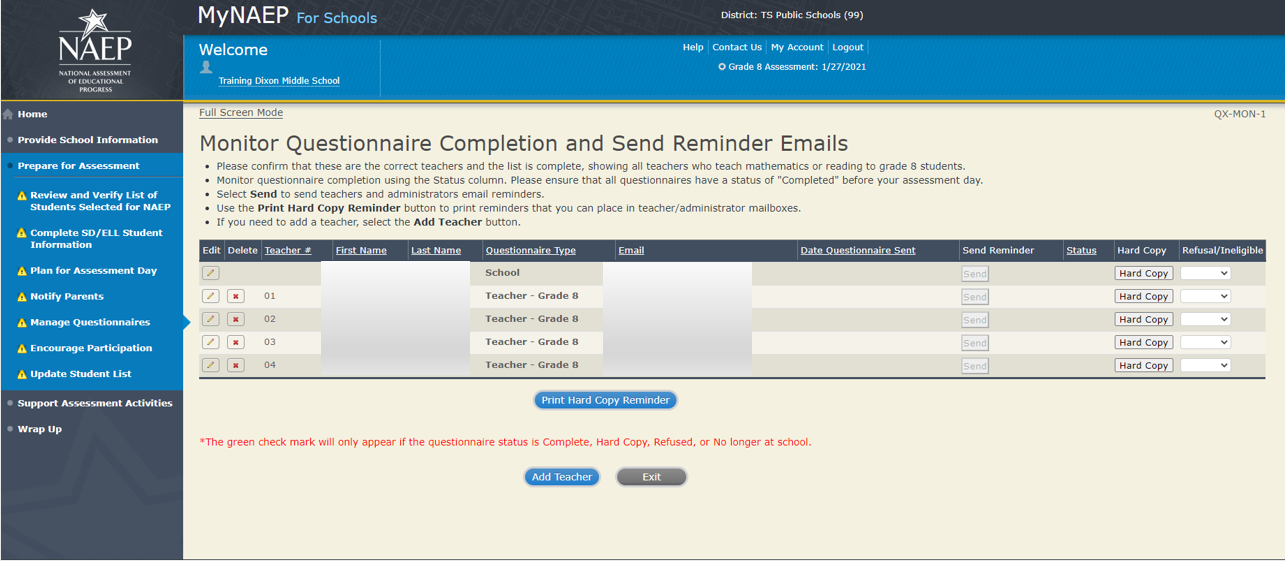 MyNAEP For Schools
District: TS Public Schools (99)
NAEP
NATIONAL ASSESSMENT
OF EDUCATIONAL
PROGRESS
Welcome
Training Dixon Middle School
Help Contact Us My Account Logout
Grade 8 Assessment: 1/27/2021
Home
Provide School Information
Prepare for Assessment
Review and Verify List of
Students Selected for NAEP
Complete SD/ELL Student
Information
Plan for Assessment Day
Notify Parents
Manage Questionnaires
Encourage Participation
Update Student List
Support Assessment Activities
Wrap Up
Full Screen Mode
QX-MON-1
Monitor Questionnaire Completion and Send Reminder Emails
• Please confirm that these are the correct teachers and the list is complete, showing all teachers who teach mathematics or reading to grade 8 students.
• Monitor questionnaire completion using the Status column. Please ensure that all questionnaires have a status of "Completed" before your assessment day.
• Select Send to send teachers and administrators email reminders.
• Use the Print Hard Copy Reminder button to print reminders that you can place in teacher/administrator mailboxes.
• If you need to add a teacher, select the Add Teacher button.
Edit Delete Teacher # First Name Last Name Questionnaire Type Email Date Questionnaire Sent Send Reminder Status Hard Copy Refusal/Ineligible
School Send Hard Copy
01 Teacher - Grade 8 Send Hard Copy
02 Teacher - Grade 8 Send Hard Copy
03 Teacher - Grade 8 Send Hard Copy
04 Teacher - Grade 8 Send Hard Copy
Print Hard Copy Reminder
*The green check mark will only appear if the questionnaire status is Complete, Hard Copy, Refused, or No longer at school.
Add Teacher Exit